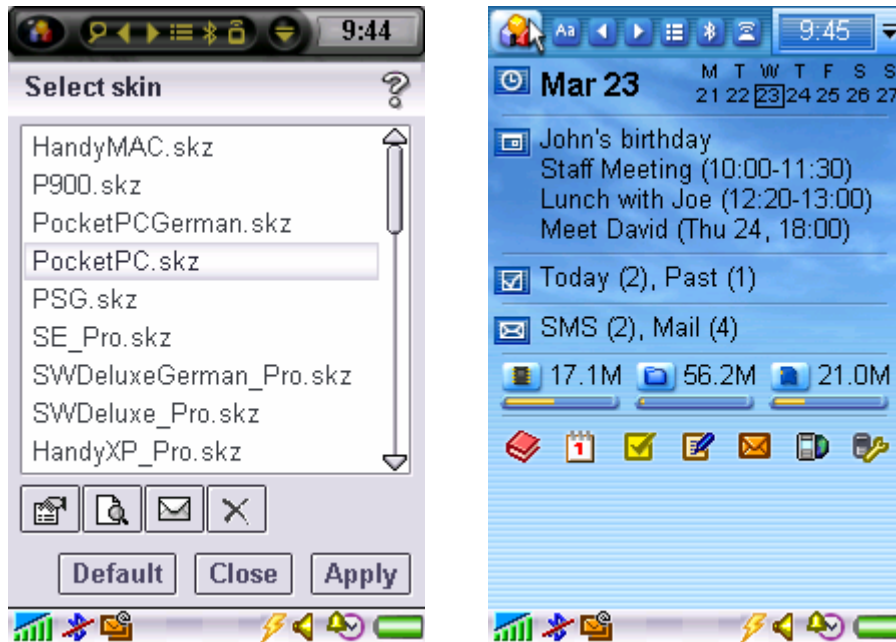 9:44
Select skin
HandyMAC.skz
P900.skz
PocketPCGerman.skz
PocketPC.skz
PSG.skz
SE_Pro.skz
SWDeluxeGerman_Pro.skz
SWDeluxe_Pro.skz
HandyXP_Pro.skz
Default Close Apply
Aa 9:45
Mar 23
M T W T F S S
21 22 23 24 25 26 27
John's birthday
Staff Meeting (10:00-11:30)
Lunch with Joe (12:20-13:00)
Meet David (Thu 24, 18:00)
Today (2), Past (1)
SMS (2), Mail (4)
17.1M 56.2M 21.0M
1